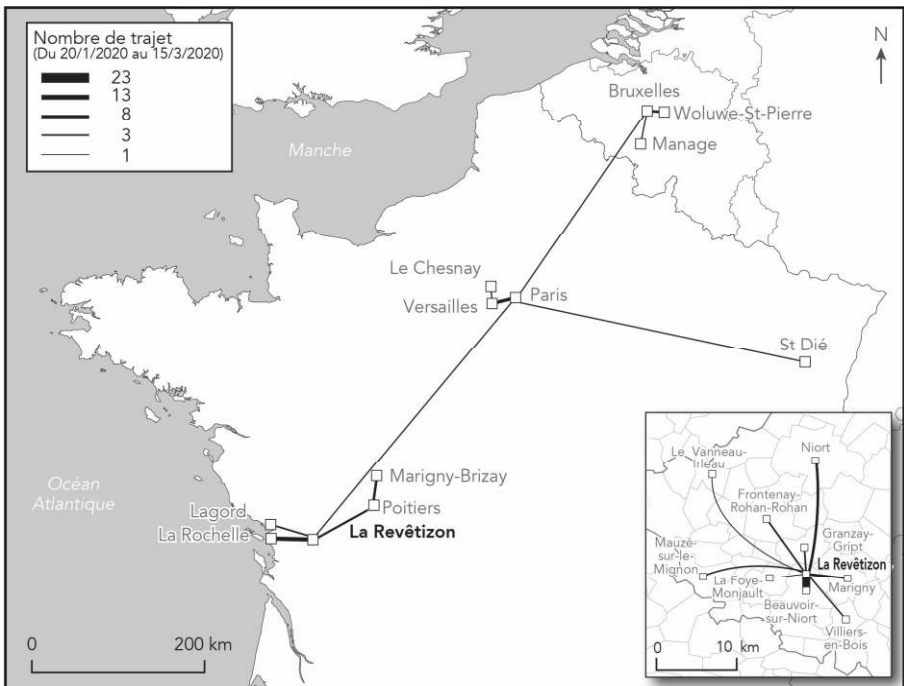 Nombre de trajet
(Du 20/1/2020 au 15/3/2020)
23
13
8
3
1
N
Bruxelles
Woluwe-St-Pierre
Manage
Manche
Le Chesnay
Versailles
Paris
St Dié
Marigny-Brizay
Poitiers
Océan
Atlantique
Lagord
La Rochelle
La Revêtizon
0
200 km
Le Vanneau-
Irleau
Niort
Frontenay-
Rohan-Rohan
Granzay-
Gript
La Revêtizon
Mauzé-
sur-le-
Mignon
La Foye-
Monjault
Marigny
Beauvoir-
sur-Niort
Villiers-
en-Bois
0
10 km